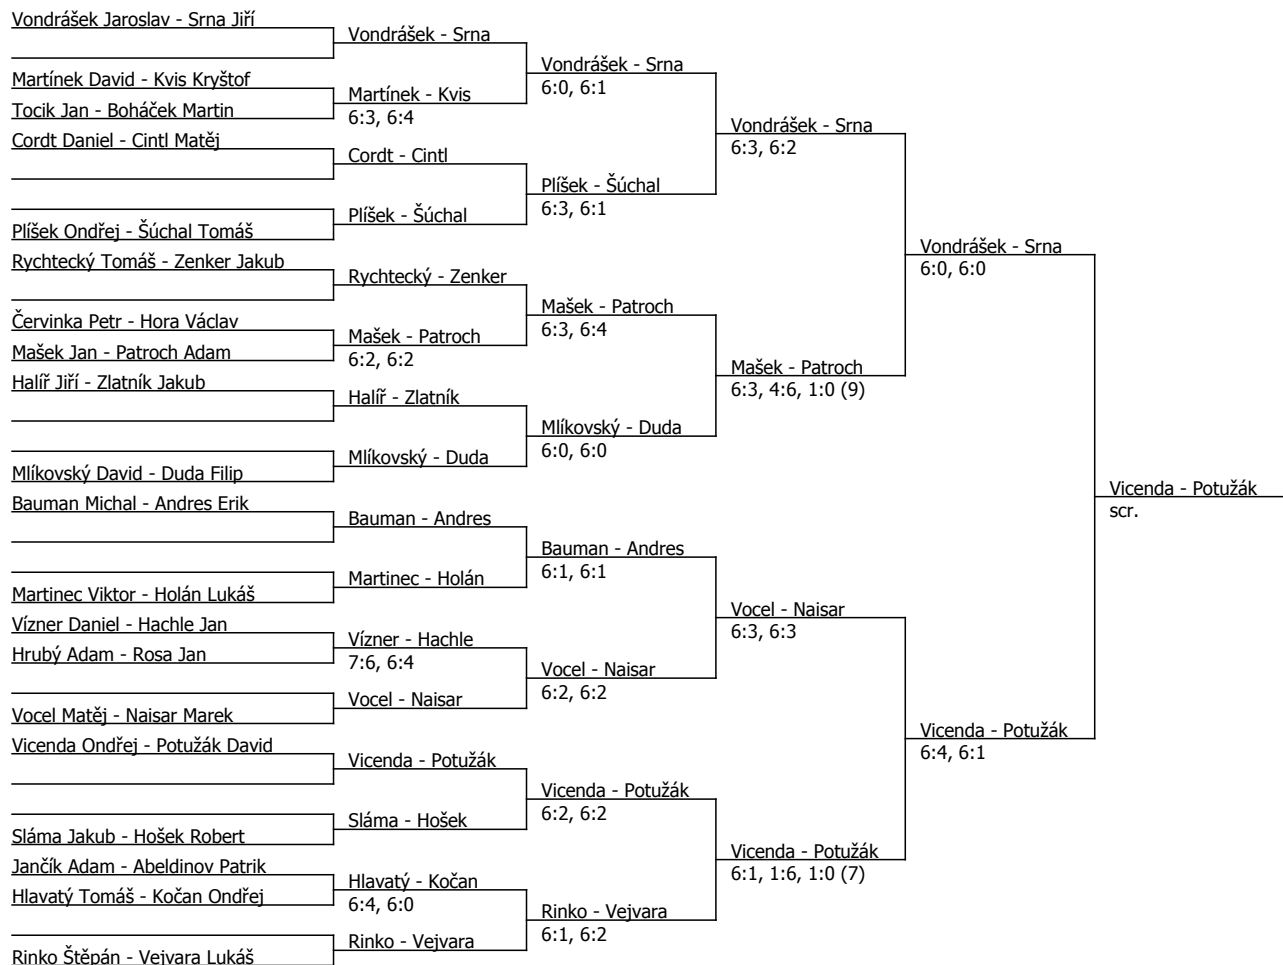 Vondrášek Jaroslav - Srna Jiří
Martínek David - Kvis Kryštof
Tocik Jan - Boháček Martin
Cordt Daniel - Cintl Matěj
Plíšek Ondřej - Šúchal Tomáš
Rychtecký Tomáš - Zenker Jakub
Červinka Petr - Hora Václav
Mašek Jan - Patroch Adam
Halíř Jiří - Zlatník Jakub
Mlíkovský David - Duda Filip
Bauman Michal - Andres Erik
Martinec Viktor - Holán Lukáš
Vízner Daniel - Hachle Jan
Hrubý Adam - Rosa Jan
Vocel Matěj - Naisar Marek
Vicenda Ondřej - Potužák David
Sláma Jakub - Hošek Robert
Jančík Adam - Abeldinov Patrik
Hlavatý Tomáš - Kočan Ondřej
Rinko Štěpán - Vejvara Lukáš
Vondrášek - Srna
Martínek - Kvis
6:3, 6:4
Cordt - Cintl
Plíšek - Šúchal
Rychtecký - Zenker
Mašek - Patroch
6:2, 6:2
Halíř - Zlatník
Mlíkovský - Duda
Bauman - Andres
Martinec - Holán
Vízner - Hachle
7:6, 6:4
Vocel - Naisar
Vicenda - Potužák
Sláma - Hošek
Hlavatý - Kočan
6:4, 6:0
Rinko - Vejvara
Vondrášek - Srna
6:0, 6:1
Plíšek - Šúchal
6:3, 6:1
Mašek - Patroch
6:3, 6:4
Mlíkovský - Duda
6:0, 6:0
Bauman - Andres
6:1, 6:1
Vocel - Naisar
6:2, 6:2
Vicenda - Potužák
6:2, 6:2
Rinko - Vejvara
6:1, 6:2
Vondrášek - Srna
6:3, 6:2
Mašek - Patroch
6:3, 4:6, 1:0 (9)
Vocel - Naisar
6:3, 6:3
Vicenda - Potužák
6:1, 1:6, 1:0 (7)
Vondrášek - Srna
6:0, 6:0
Vicenda - Potužák
6:4, 6:1
Vicenda - Potužák
scr.